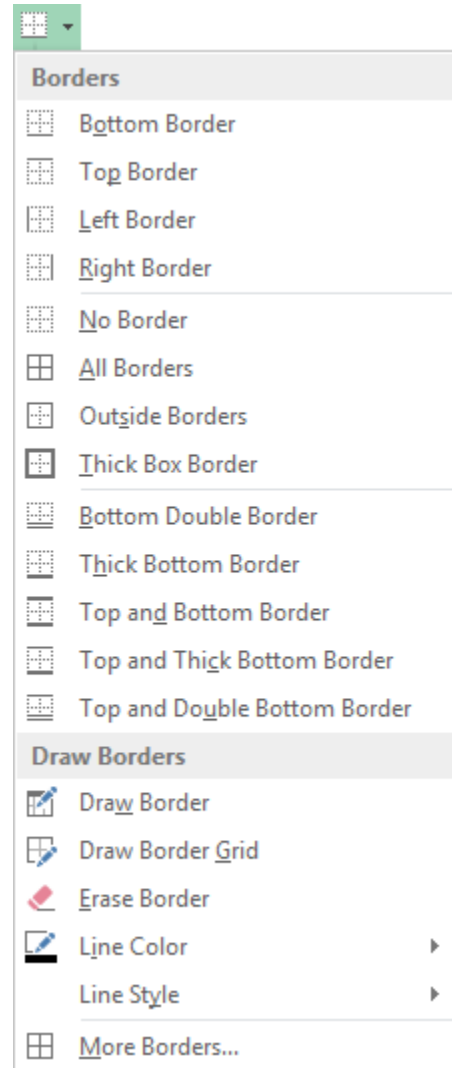 Borders
Bottom Border
Top Border
Left Border
Right Border
No Border
All Borders
Outside Borders
Thick Box Border
Bottom Double Border
Thick Bottom Border
Top and Bottom Border
Top and Thick Bottom Border
Top and Double Bottom Border
Draw Borders
Draw Border
Draw Border Grid
Erase Border
Line Color
Line Style
More Borders...